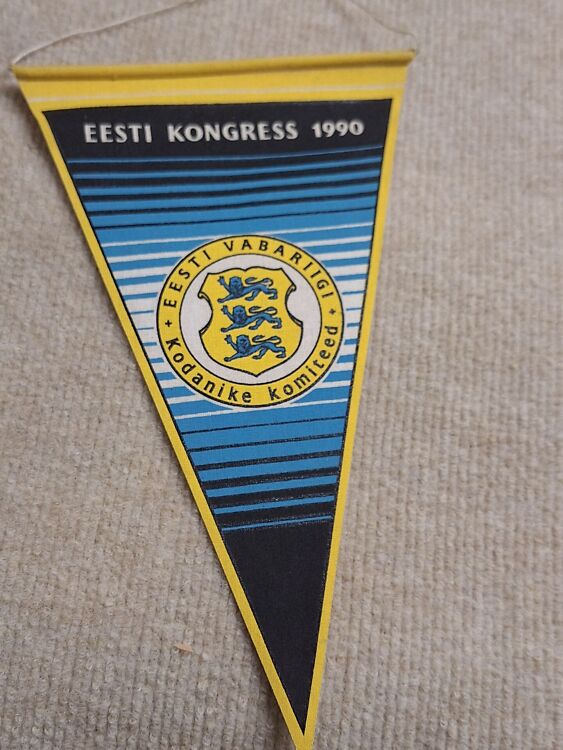 EESTI KONGRESS 1990
EESTI VABARIIGI
Kodanike komiteed